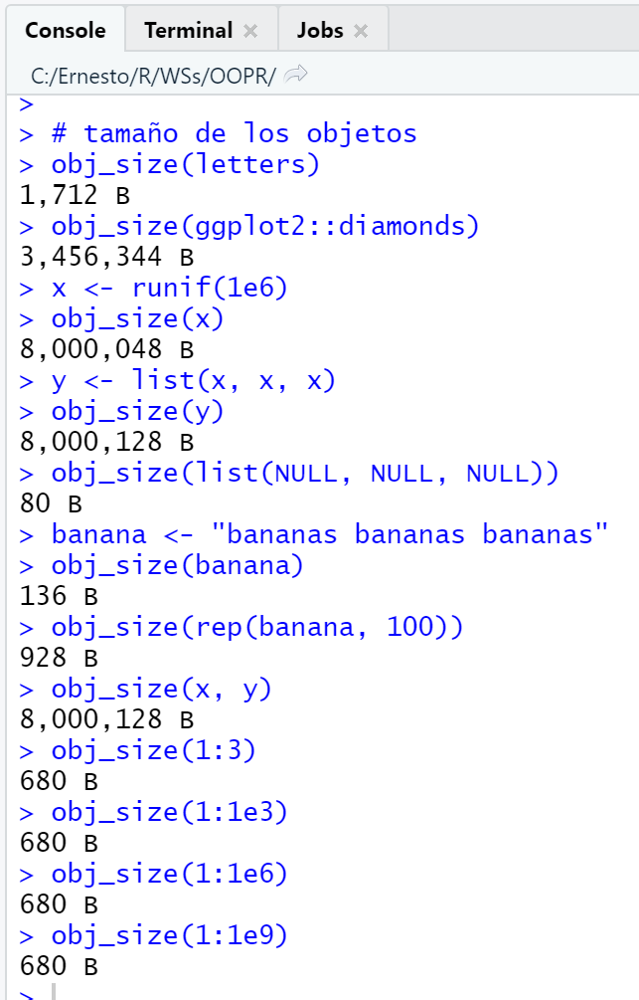 Console Terminal Jobs
C:/Ernesto/R/WSs/OOPR/
>
> # tamaño de los objetos
> obj_size(letters)
1,712 B
> obj_size(ggplot2::diamonds)
3,456,344 B
> x <- runif(1e6)
> obj_size(x)
8,000,048 B
> y <- list(x, x, x)
> obj_size(y)
8,000,128 B
> obj_size(list(NULL, NULL, NULL))
80 B
> banana <- "bananas bananas bananas"
> obj_size(banana)
136 B
> obj_size(rep(banana, 100))
928 B
> obj_size(x, y)
8,000,128 B
> obj_size(1:3)
680 B
> obj_size(1:1e3)
680 B
> obj_size(1:1e6)
680 B
> obj_size(1:1e9)
680 B
>